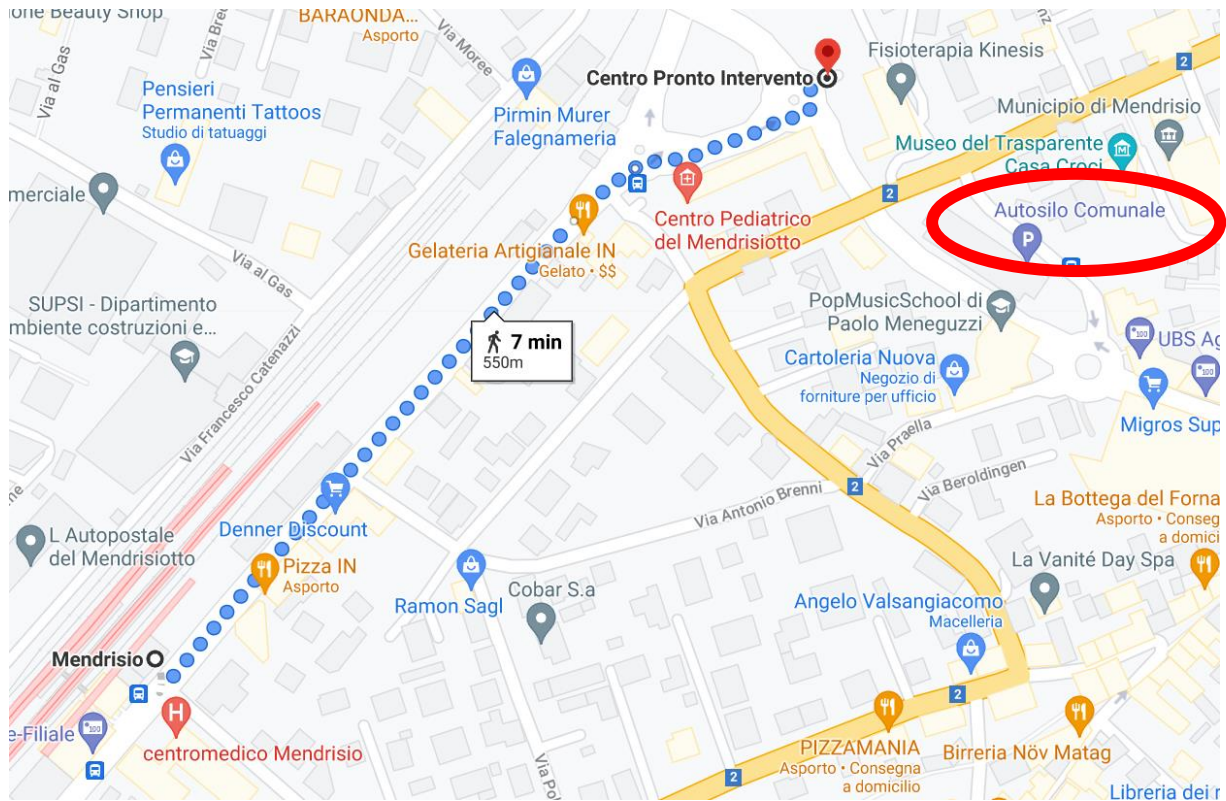 one Beauty Shop
BARAONDA...
Asporto
Via Bre
Via Moree
nz
Via al Gas
Pensieri
Permanenti Tattoos
Studio di tatuaggi
Pirmin Murer
Falegnameria
Centro Pronto Intervento
Fisioterapia Kinesis
2
Municipio di Mendrisio
Museo del Trasparente
Casa Croci
merciale
2
Centro Pediatrico
del Mendrisiotto
Autosilo Comunale
P
Gelateria Artigianale IN
Gelato • $$
Via al Gas
SUPSI - Dipartimento
mbiente costruzioni e...
7 min
550m
PopMusicSchool di
Paolo Meneguzzi
UBS Ag
Cartoleria Nuova
Negozio di
forniture per ufficio
Migros Sup
Via Francesco Catenazzi
Via Praella
Via Beroldingen
2
Via Antonio Brenni
La Bottega del Forna
Asporto • Conseg
a domici
Denner Discount
L Autopostale
del Mendrisiotto
Pizza IN
Asporto
La Vanité Day Spa
Ramon Sagl
Cobar S.a
Angelo Valsangiacomo
Macelleria
Mendrisio
2
H
e-Filiale
centromedico Mendrisio
PIZZAMANIA
Asporto • Consegna
a domicilio
Birreria Növ Matag
2
Via Pol
Libreria dei r